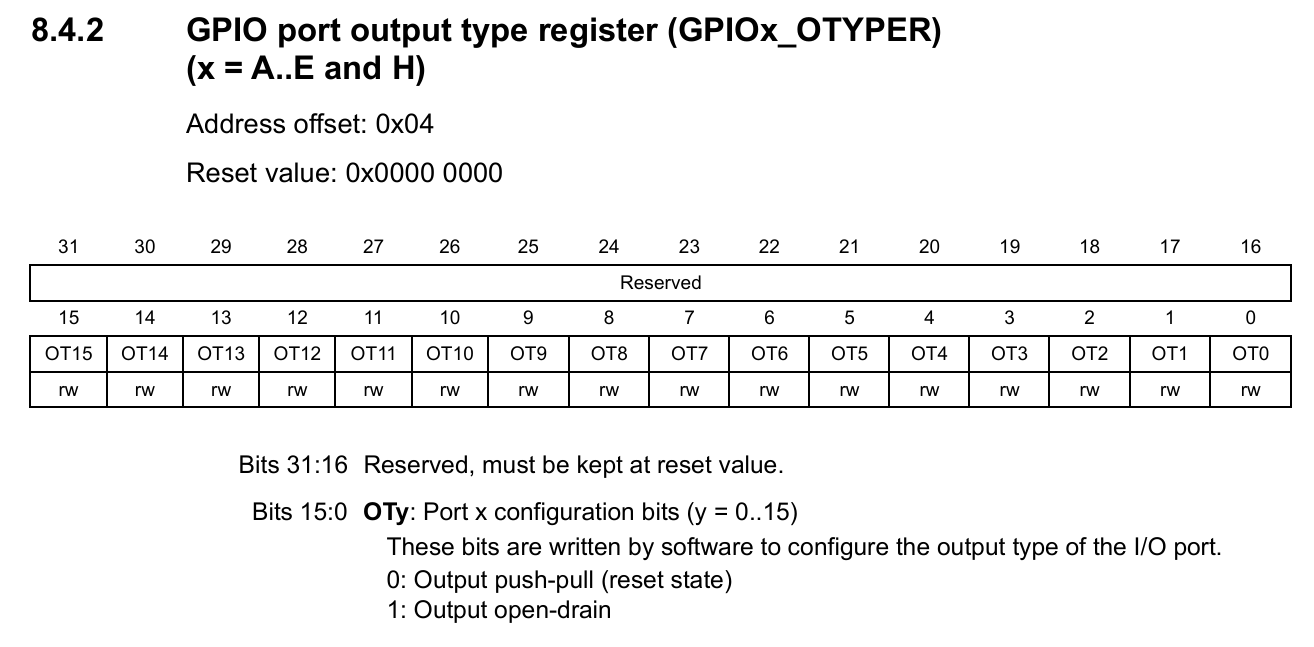 8.4.2 GPIO port output type register (GPIOx_OTYPER)
(x = A..E and H)
Address offset: 0x04
Reset value: 0x0000 0000
31 30 29 28 27 26 25 24 23 22 21 20 19 18 17 16
Reserved
15 14 13 12 11 10 9 8 7 6 5 4 3 2 1 0
OT15 OT14 OT13 OT12 OT11 OT10 OT9 OT8 OT7 OT6 OT5 OT4 OT3 OT2 OT1 OT0
rw rw rw rw rw rw rw rw rw rw rw rw rw rw rw rw
Bits 31:16 Reserved, must be kept at reset value.
Bits 15:0 OTy: Port x configuration bits (y = 0..15)
These bits are written by software to configure the output type of the I/O port.
0: Output push-pull (reset state)
1: Output open-drain